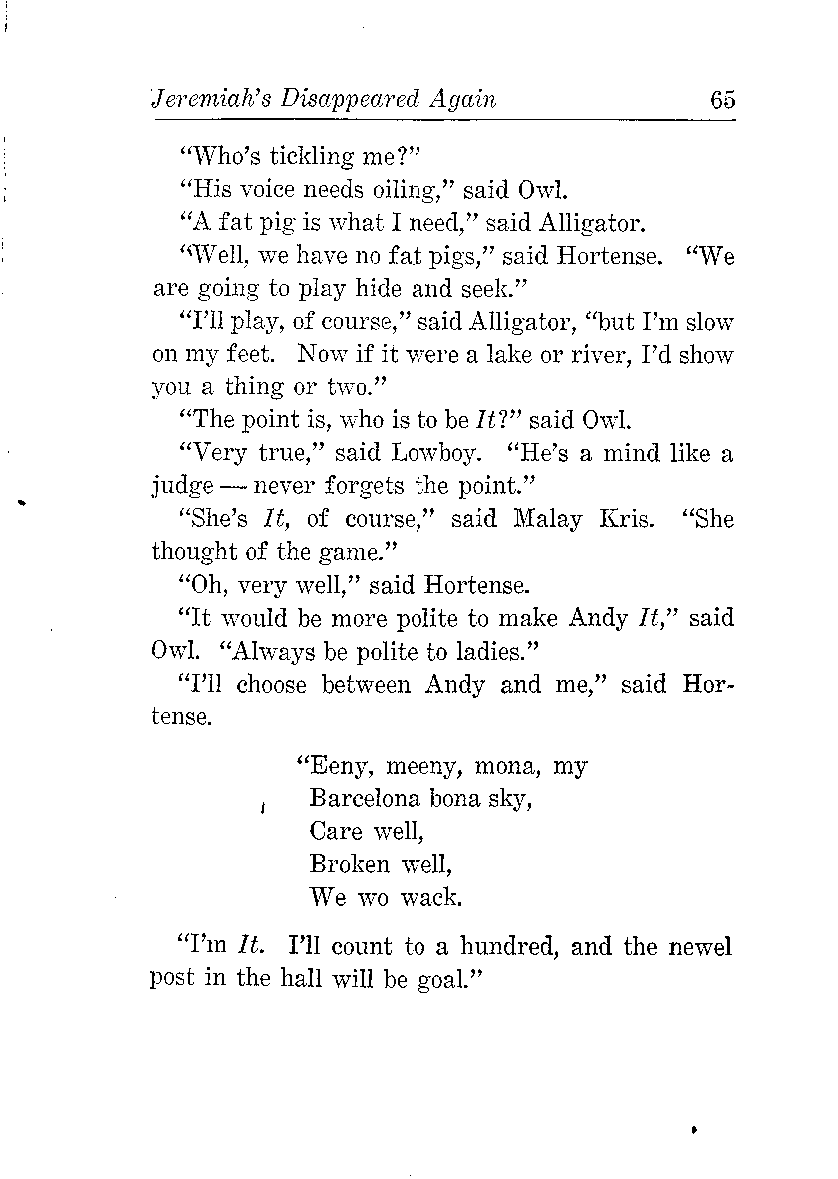 Jeremiah's Disappeared Again 65
“Who's tickling me?”
“His voice needs oiling,” said Owl.
“A fat pig is what I need,” said Alligator.
“Well, we have no fat pigs,” said Hortense. “We
are going to play hide and seek.”
“I'll play, of course,” said Alligator, “but I'm slow
on my feet. Now if it were a lake or river, I'd show
you a thing or two.”
“The point is, who is to be It?” said Owl.
“Very true,” said Lowboy. “He's a mind like a
judge — never forgets the point.”
“She's It, of course,” said Malay Kris. “She
thought of the game.”
“Oh, very well,” said Hortense.
“It would be more polite to make Andy It,” said
Owl. “Always be polite to ladies.”
“I'll choose between Andy and me,” said Hor-
tense.
“Eeny, meeny, mona, my
Barcelona bona sky,
Care well,
Broken well,
We wo wack.
“I'm It. I'll count to a hundred, and the newel
post in the hall will be goal.”